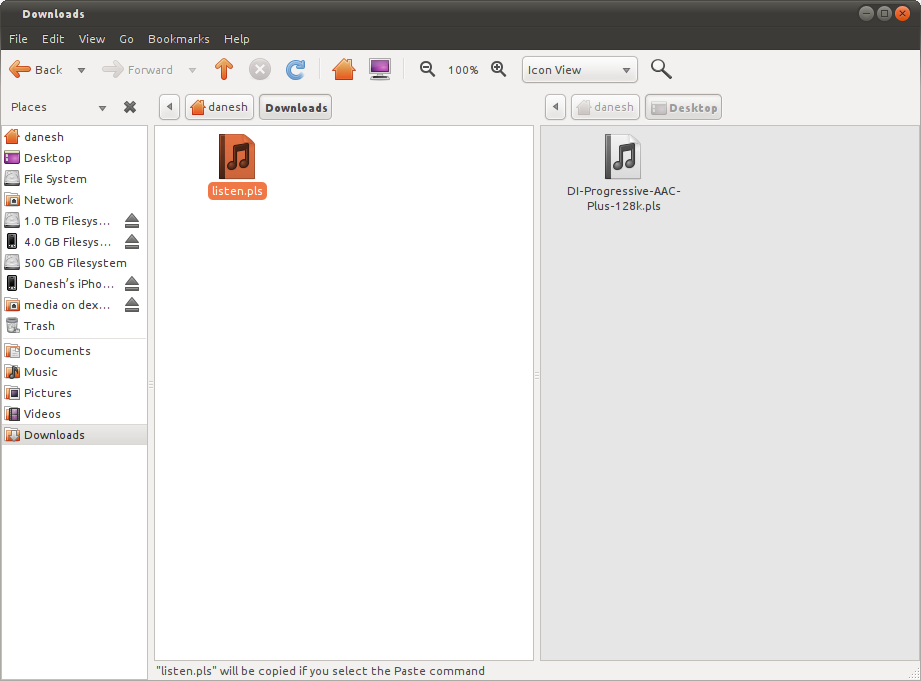 Downloads
File Edit View Go Bookmarks Help
Back Forward 100% Icon View
Places danesh Downloads danesh Desktop
danesh
Desktop
File System
Network
1.0 TB Filesys...
4.0 GB Filesys...
500 GB Filesystem
Danesh's iPho...
media on dex...
Trash
Documents
Music
Pictures
Videos
Downloads
listen.pls
DI-Progressive-AAC-
Plus-128k.pls
"listen.pls" will be copied if you select the Paste command